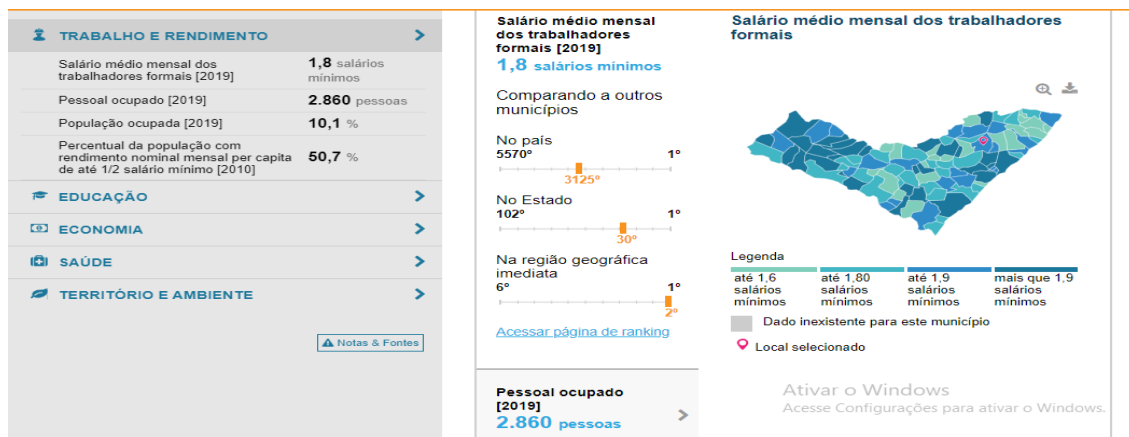 TRABALHO E RENDIMENTO
Salário médio mensal dos
trabalhadores formais [2019]
1,8 salários
mínimos
Pessoal ocupado [2019]
2.860 pessoas
População ocupada [2019]
10,1 %
Percentual da população com
rendimento nominal mensal per capita
de até 1/2 salário mínimo [2010]
50,7 %
EDUCAÇÃO
ECONOMIA
SAÚDE
TERRITÓRIO E AMBIENTE
Notas & Fontes
Salário médio mensal
dos trabalhadores
formais [2019]
1,8 salários mínimos
Comparando a outros
municípios
No país
5570º 1º
3125º
No Estado
102º 1º
30º
Na região geográfica
imediata
6º 1º
2º
Acessar página de ranking
Pessoal ocupado
[2019]
2.860 pessoas
Salário médio mensal dos trabalhadores
formais
Legenda
até 1,6
salários
mínimos
até 1,80
salários
mínimos
até 1,9
salários
mínimos
mais que 1,9
salários
mínimos
Dado inexistente para este município
Local selecionado
Ativar o Windows
Acesse Configurações para ativar o Windows.